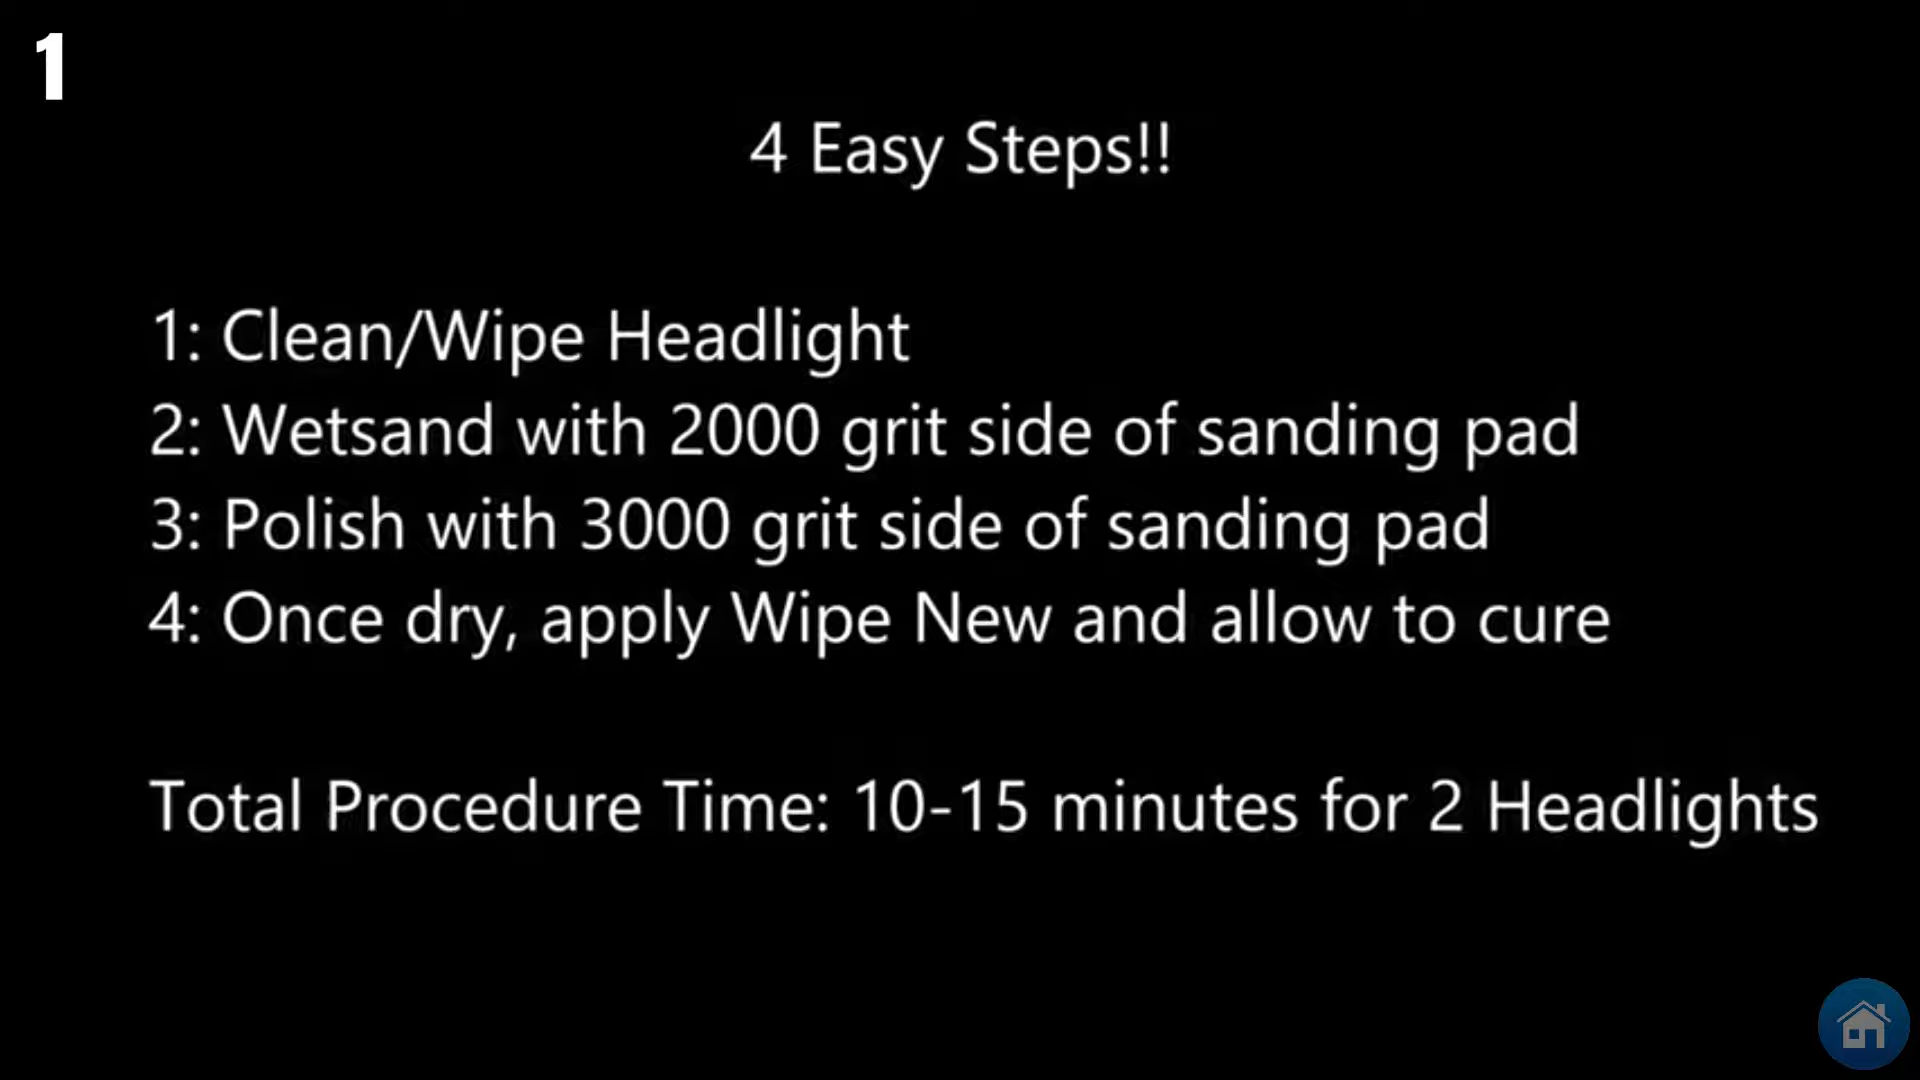 1
4 Easy Steps!!
1: Clean/Wipe Headlight
2: Wetsand with 2000 grit side of sanding pad
3: Polish with 3000 grit side of sanding pad
4: Once dry, apply Wipe New and allow to cure
Total Procedure Time: 10-15 minutes for 2 Headlights